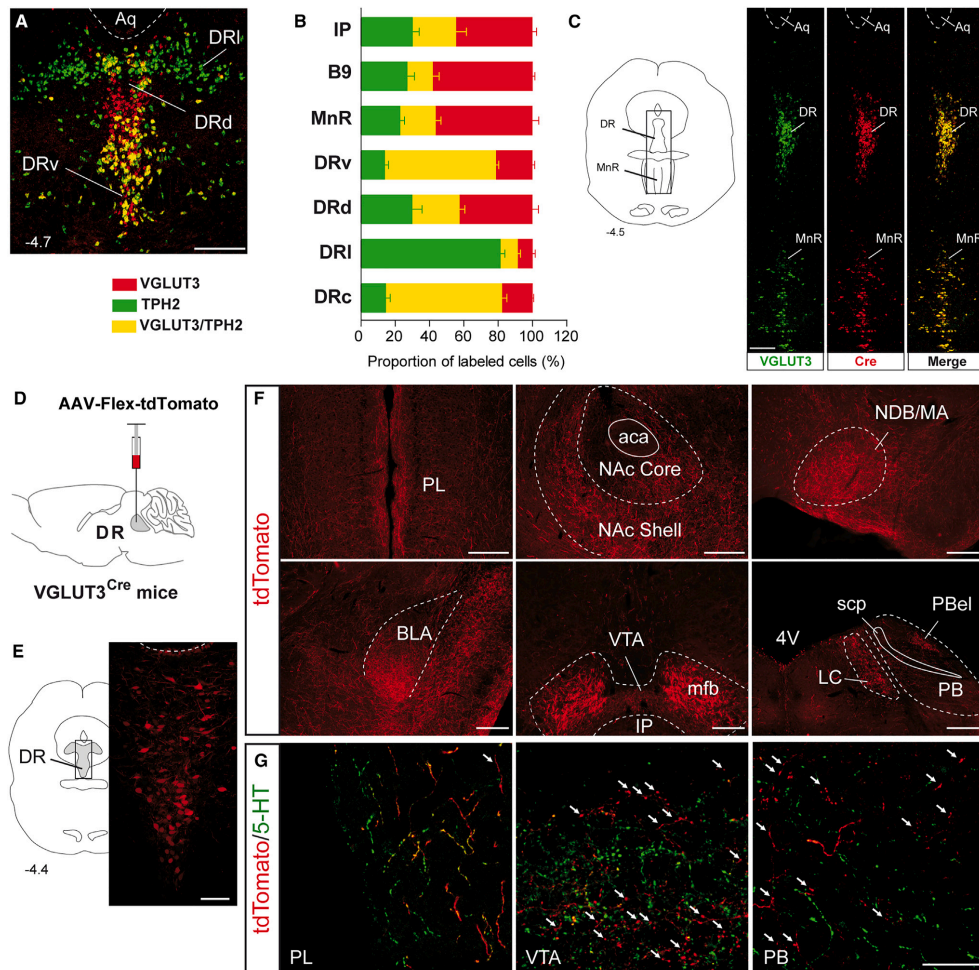 A
Aq
DRl
DRd
DRv
-4.7
VGLUT3
TPH2
VGLUT3/TPH2
B
IP
B9
MnR
DRv
DRd
DRl
DRc
0 20 40 60 80 100 120
Proportion of labeled cells (%)
C
DR
MnR
-4.5
Aq Aq Aq
DR DR DR
MnR MnR MnR
VGLUT3 Cre Merge
D
AAV-Flex-tdTomato
DR
VGLUT3Cre mice
E
DR
-4.4
F
tdTomato
PL
aca
NAc Core
NAc Shell
NDB/MA
BLA
VTA
mfb
IP
4V
scp
PBel
LC
PB
G
tdTomato/5-HT
PL
VTA
PB